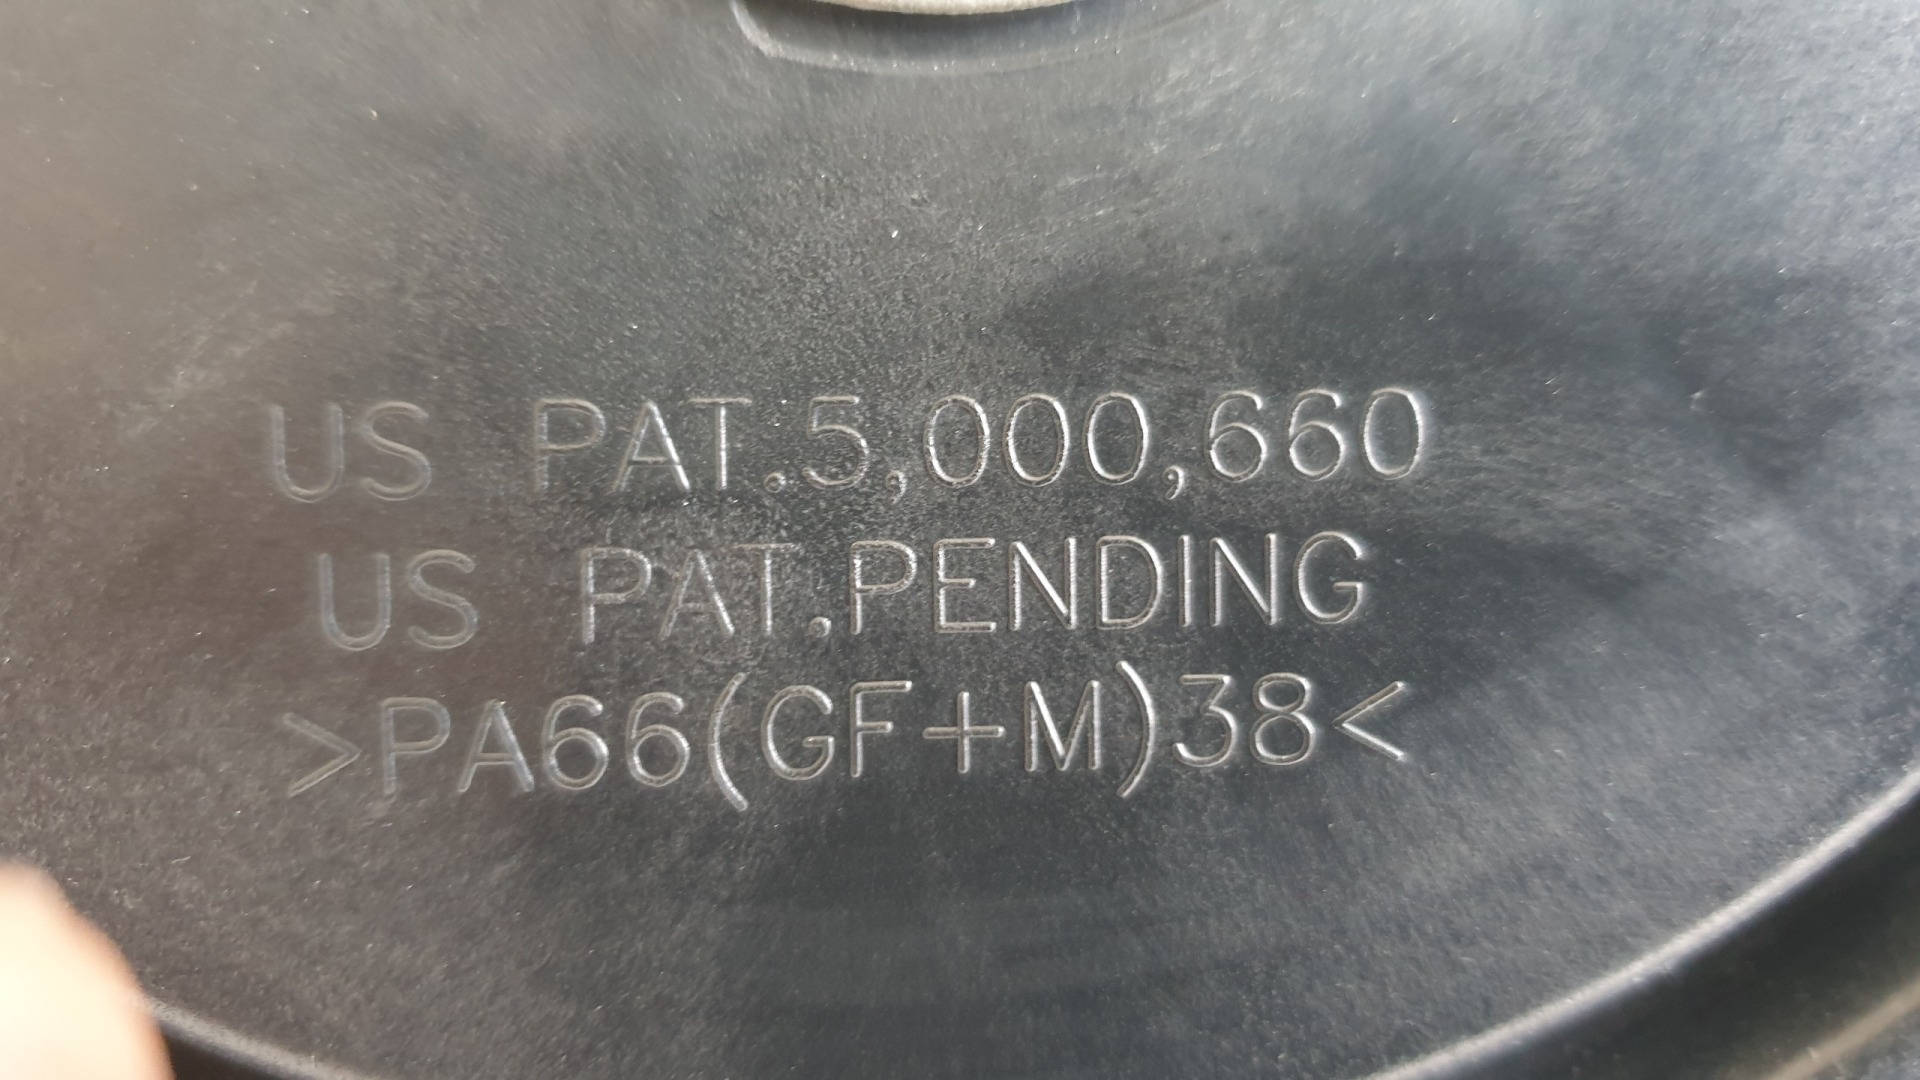 US PAT.5,000,660
US PAT.PENDING
>PA66(GF+M)38<